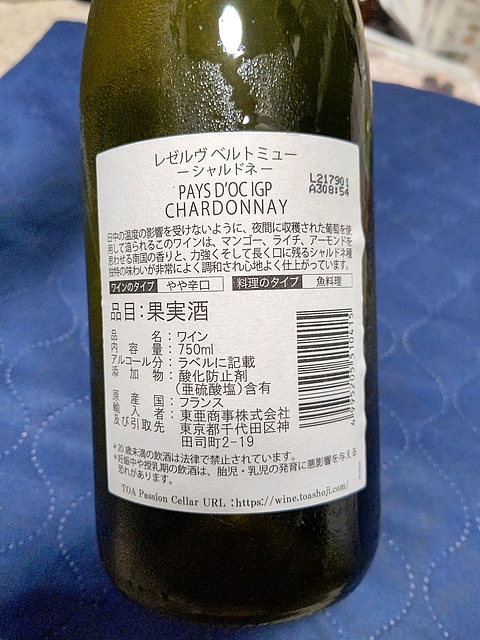 レゼルヴ ベルトミュー
ーシャルドネー
L217901
A308:54
PAYS D'OC IGP
CHARDONNAY
日中の温度の影響を受けないように、夜間に収穫された葡萄を使
用して造られるこのワインは、マンゴー、ライチ、アーモンドを
思わせる南国の香りと、力強くそして長く口に残るシャルドネ種
独特の味わいが非常によく調和され心地よく仕上がっています。
ワインのタイプ やや辛口 料理のタイプ 魚料理
品目:果実酒
品名:ワイン
内容量:750ml
アルコール分:ラベルに記載
添加物:酸化防止剤
(亜硫酸塩)含有
原産国:フランス
輸入者:東亜商事株式会社
及び引取先 東京都千代田区神
田司町2-19
*20歳未満の飲酒は法律で禁止されています。
*妊娠中や授乳期の飲酒は、胎児・乳児の発育に悪影響を与える
恐れがあります。
TOA Passion Cellar URL :https://wine.toashoji.com/